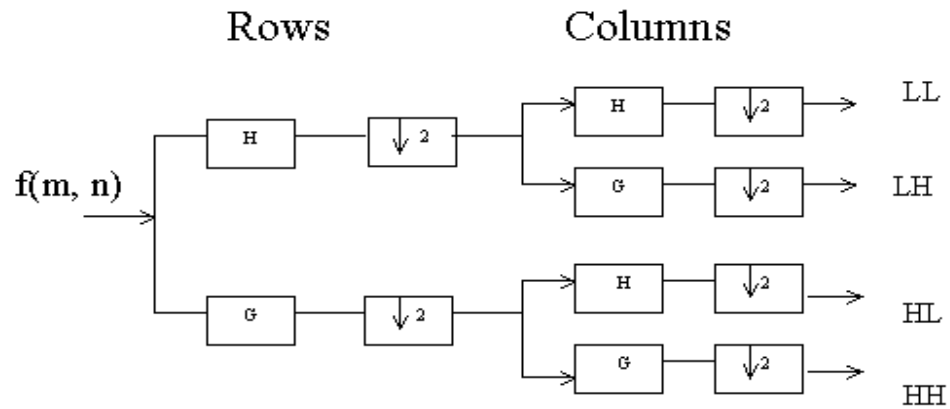 Rows Columns
H ↓ 2 H ↓ 2 LL
f(m, n) G ↓ 2 LH
G ↓ 2 H ↓ 2 HL
G ↓ 2 HH